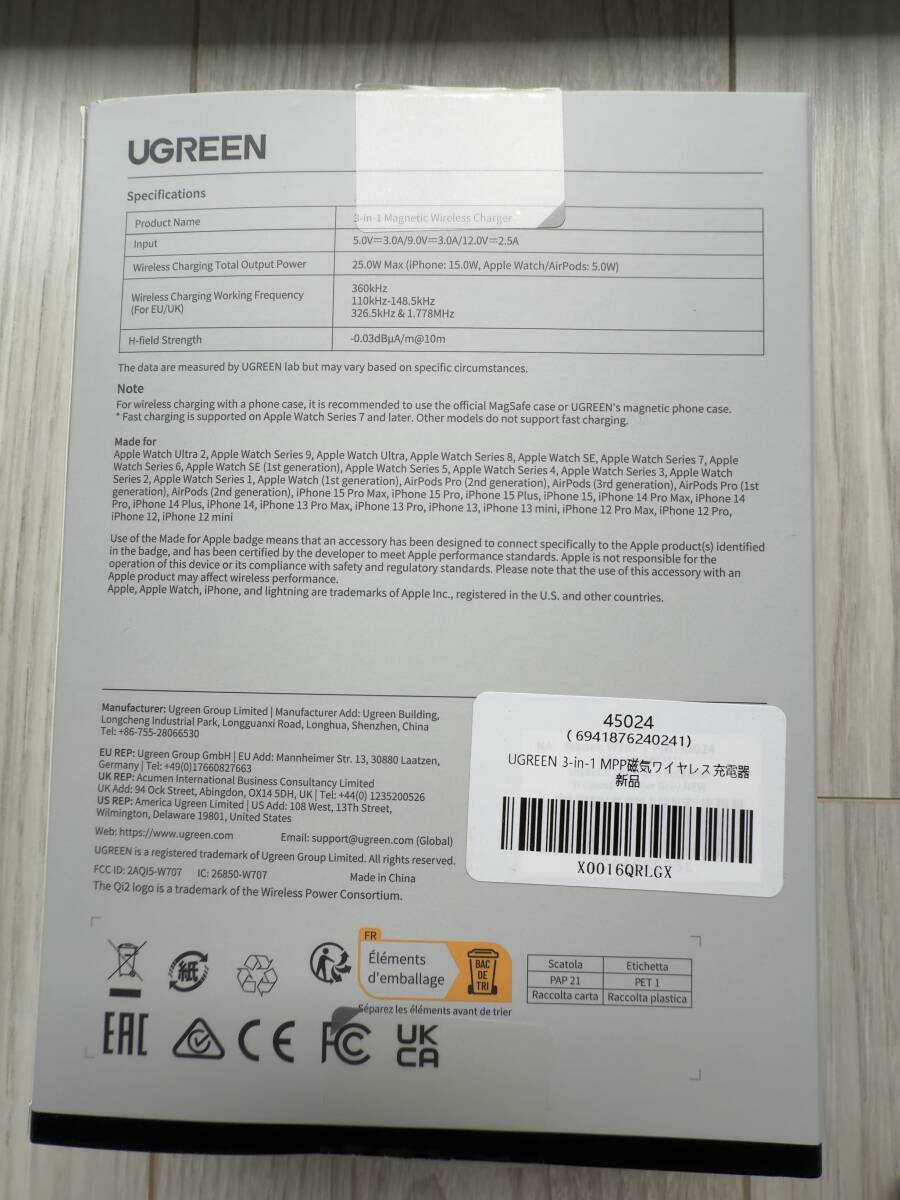 UGREEN
Specifications
Product Name 3-in-1 Magnetic Wireless Charger
Input 5.0V⎓3.0A/9.0V⎓3.0A/12.0V⎓2.5A
Wireless Charging Total Output Power 25.0W Max (iPhone: 15.0W, Apple Watch/AirPods: 5.0W)
Wireless Charging Working Frequency
(For EU/UK)
360kHz
110kHz-148.5kHz
326.5kHz & 1.778MHz
H-field Strength -0.03dBμA/m@10m
The data are measured by UGREEN lab but may vary based on specific circumstances.
Note
For wireless charging with a phone case, it is recommended to use the official MagSafe case or UGREEN's magnetic phone case.
* Fast charging is supported on Apple Watch Series 7 and later. Other models do not support fast charging.
Made for
Apple Watch Ultra 2, Apple Watch Series 9, Apple Watch Ultra, Apple Watch Series 8, Apple Watch SE, Apple Watch Series 7, Apple
Watch Series 6, Apple Watch SE (1st generation), Apple Watch Series 5, Apple Watch Series 4, Apple Watch Series 3, Apple Watch
Series 2, Apple Watch Series 1, Apple Watch (1st generation), AirPods Pro (2nd generation), AirPods (3rd generation), AirPods Pro (1st
generation), AirPods (2nd generation), iPhone 15 Pro Max, iPhone 15 Pro, iPhone 15 Plus, iPhone 15, iPhone 14 Pro Max, iPhone 14
Pro, iPhone 14 Plus, iPhone 14, iPhone 13 Pro Max, iPhone 13 Pro, iPhone 13, iPhone 13 mini, iPhone 12 Pro Max, iPhone 12 Pro,
iPhone 12, iPhone 12 mini
Use of the Made for Apple badge means that an accessory has been designed to connect specifically to the Apple product(s) identified
in the badge, and has been certified by the developer to meet Apple performance standards. Apple is not responsible for the
operation of this device or its compliance with safety and regulatory standards. Please note that the use of this accessory with an
Apple product may affect wireless performance.
Apple, Apple Watch, iPhone, and lightning are trademarks of Apple Inc., registered in the U.S. and other countries.
Manufacturer: Ugreen Group Limited | Manufacturer Add: Ugreen Building,
Longcheng Industrial Park, Longguanxi Road, Longhua, Shenzhen, China
Tel: +86-755-28066530
EU REP: Ugreen Group GmbH | EU Add: Mannheimer Str. 13, 30880 Laatzen,
Germany | Tel: +49(0)17660827663
UK REP: Acumen International Business Consultancy Limited
UK Add: 94 Ock Street, Abingdon, OX14 5DH, UK | Tel: +44(0) 1235200526
US REP: America Ugreen Limited | US Add: 108 West, 13Th Street,
Wilmington, Delaware 19801, United States
Web: https://www.ugreen.com Email: support@ugreen.com (Global)
UGREEN is a registered trademark of Ugreen Group Limited. All rights reserved.
FCC ID: 2AQI5-W707 IC: 26850-W707 Made in China
The Qi2 logo is a trademark of the Wireless Power Consortium.
45024
(6941876240241)
UGREEN 3-in-1 MPP磁気ワイヤレス充電器
新品
X0016QRLGX
紙
FR
Éléments
d'emballage
BAC
DE
TRI
Séparez les éléments avant de trier
Scatola Etichetta
PAP 21 PET 1
Raccolta carta Raccolta plastica
EAC
CE
FC
UK
CA